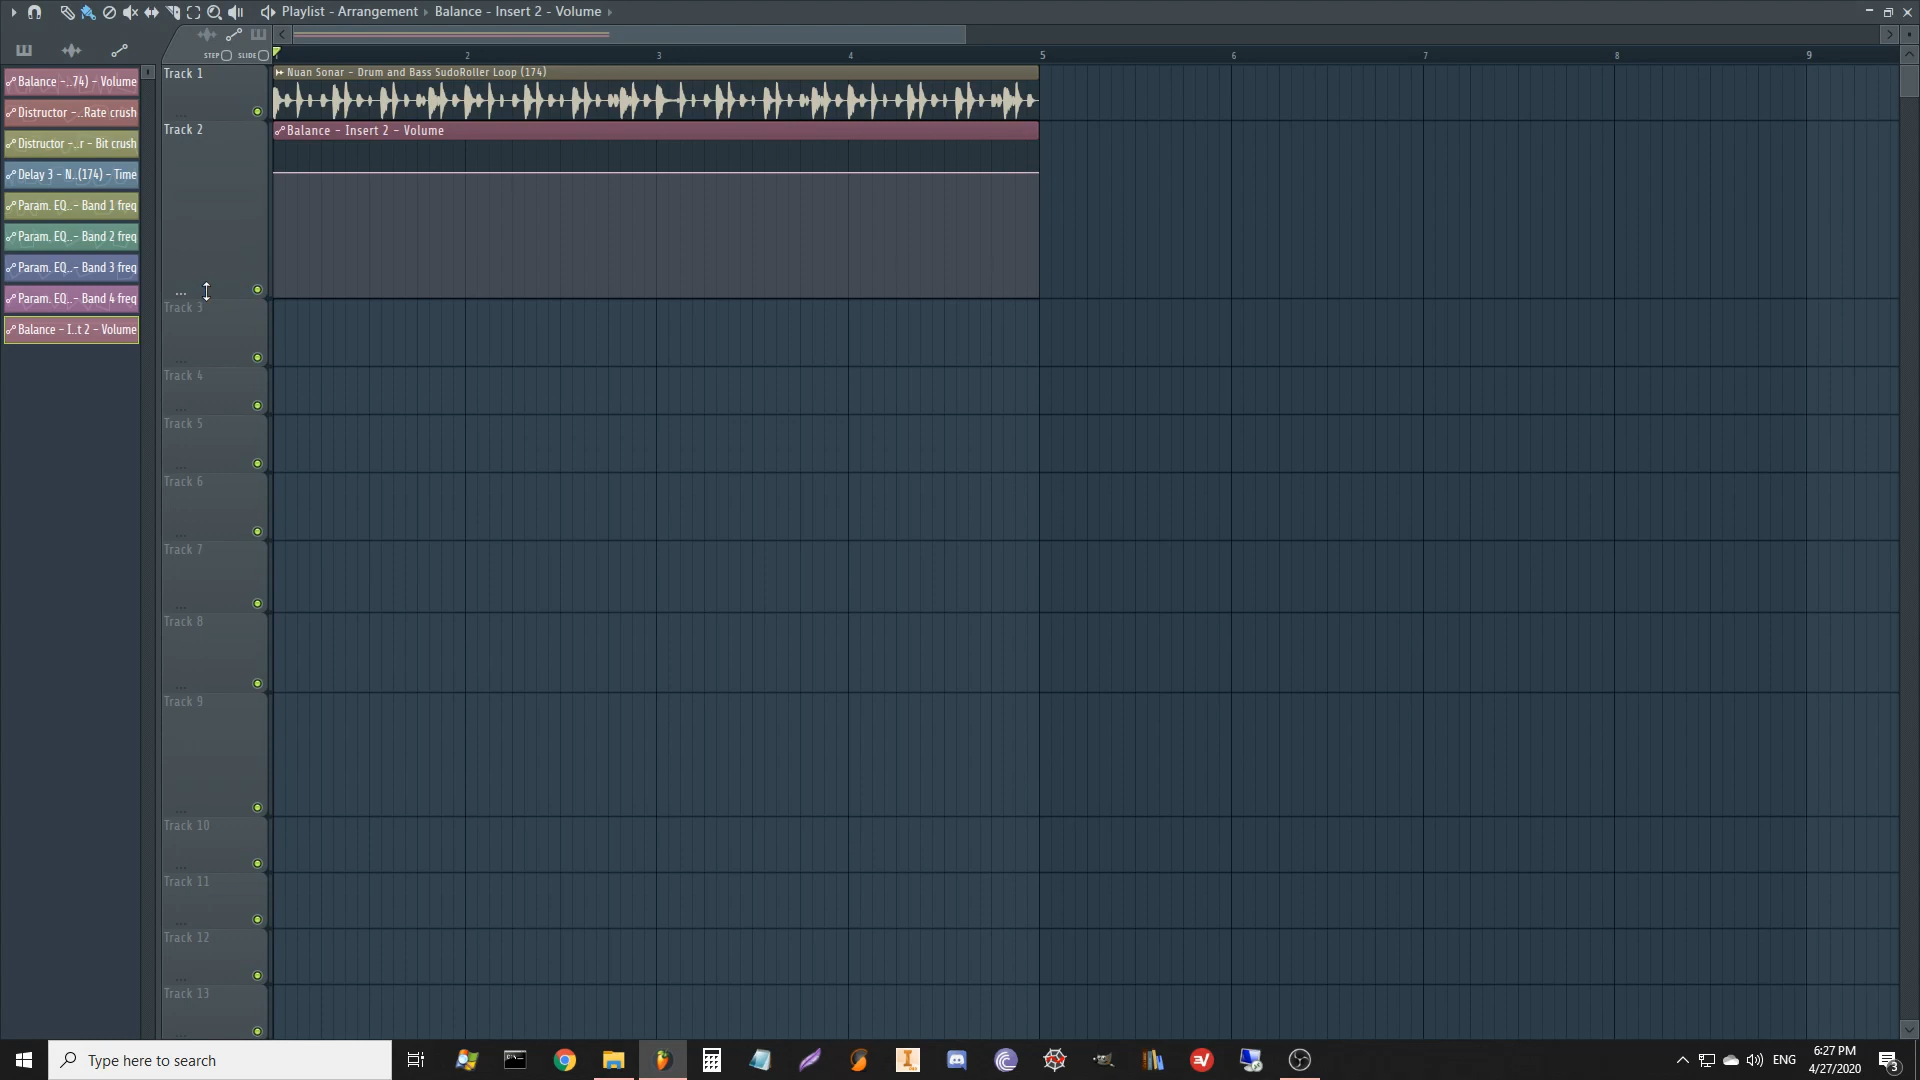 Playlist - Arrangement › Balance - Insert 2 - Volume ›
STEP SLIDE
2 3 4 5 6 7 8 9
Balance -..74) - Volume
Distructor -..Rate crush
Distructor -..r - Bit crush
Delay 3 - N..(174) - Time
Param. EQ..- Band 1 freq
Param. EQ..- Band 2 freq
Param. EQ..- Band 3 freq
Param. EQ..- Band 4 freq
Balance - I..t 2 - Volume
Track 1
Nuan Sonar - Drum and Bass SudoRoller Loop (174)
Track 2
Balance - Insert 2 - Volume
Track 3
Track 4
Track 5
Track 6
Track 7
Track 8
Track 9
Track 10
Track 11
Track 12
Track 13
Type here to search
ENG
6:27 PM
4/27/2020
3